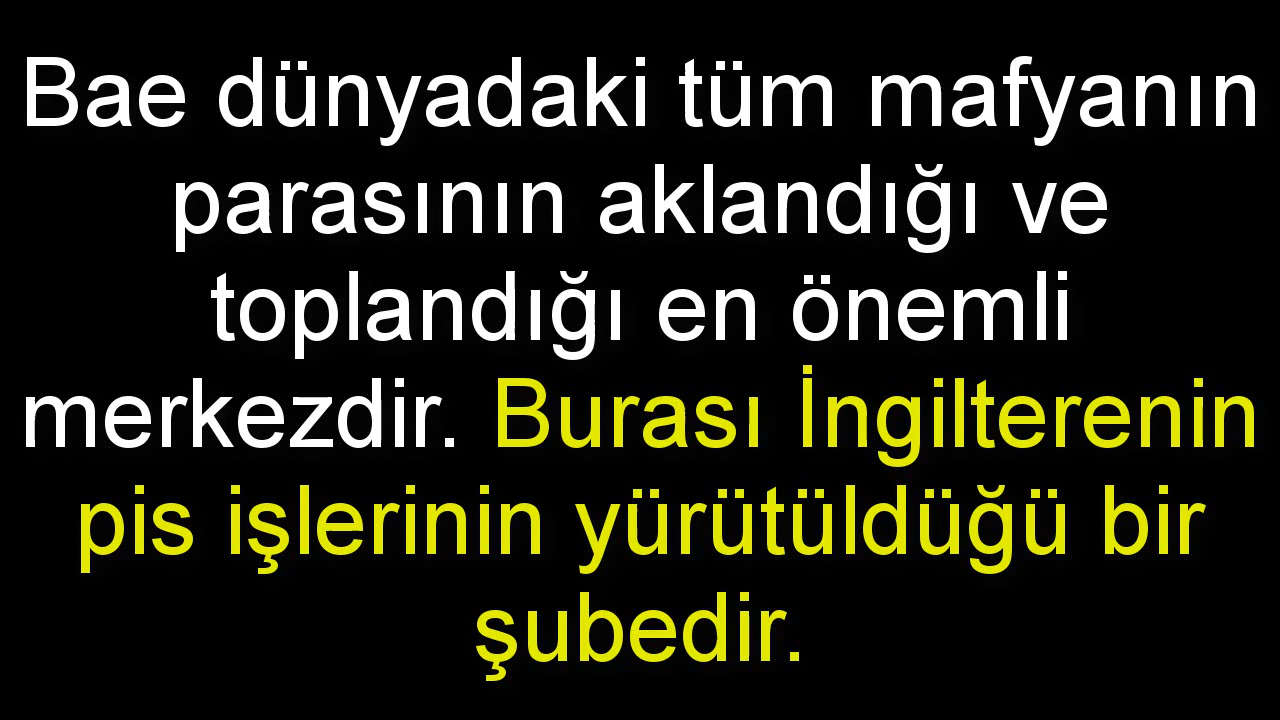 Bae dünyadaki tüm mafyanın
parasının aklandığı ve
toplandığı en önemli
merkezdir. Burası İngilterenin
pis işlerinin yürütüldüğü bir
şubedir.